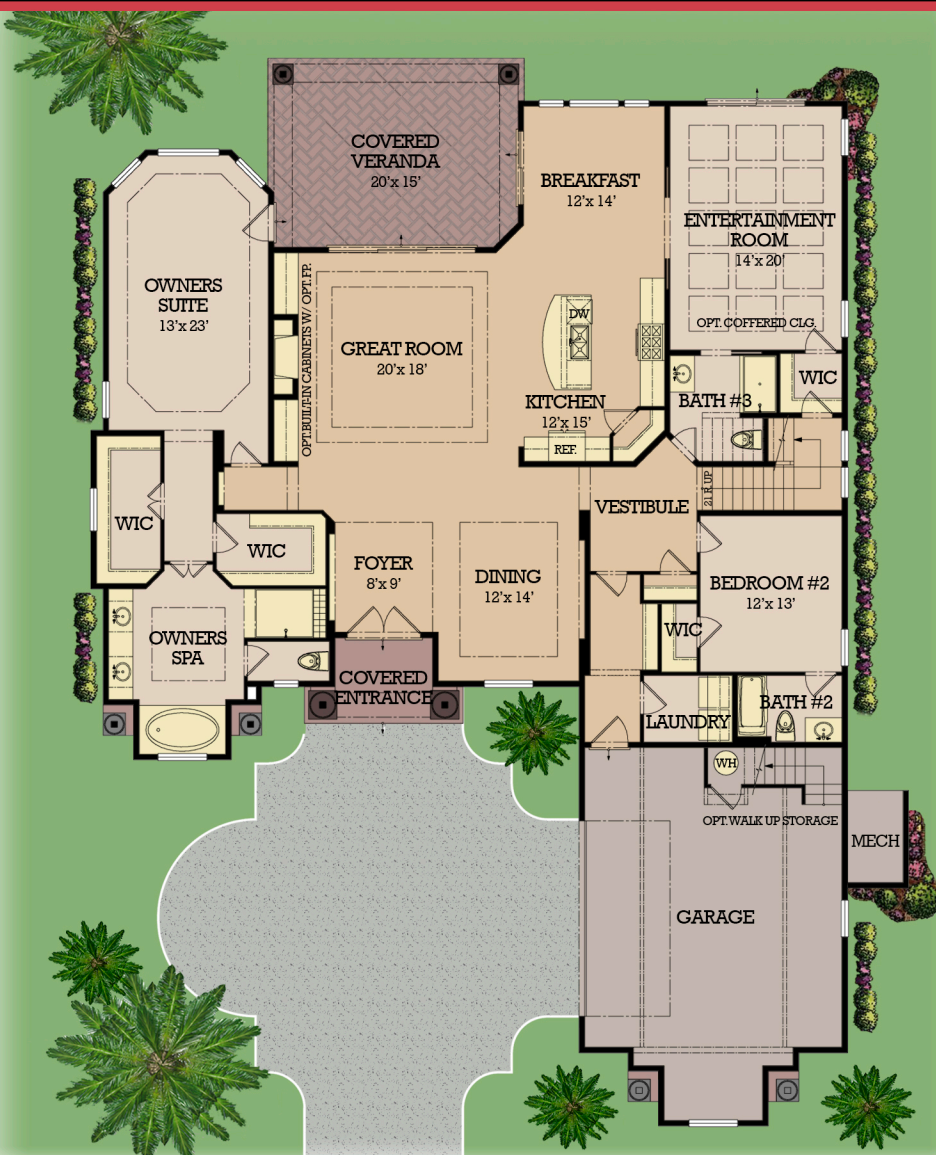 COVERED
VERANDA
20'x 15'
BREAKFAST
12'x 14'
ENTERTAINMENT
ROOM
14'x 20'
OPT. COFFERED CLG.
OWNERS
SUITE
13'x 23'
OPT.BUILT-IN CABINETS W/ OPT.FP.
GREAT ROOM
20'x 18'
DW
KITCHEN
12'x 15'
REF.
BATH #3
WIC
21 R UP
VESTIBULE
WIC
WIC
FOYER
8'x 9'
DINING
12'x 14'
BEDROOM #2
12'x 13'
WIC
OWNERS
SPA
COVERED
ENTRANCE
LAUNDRY
BATH #2
WH
OPT.WALK UP STORAGE
MECH
GARAGE